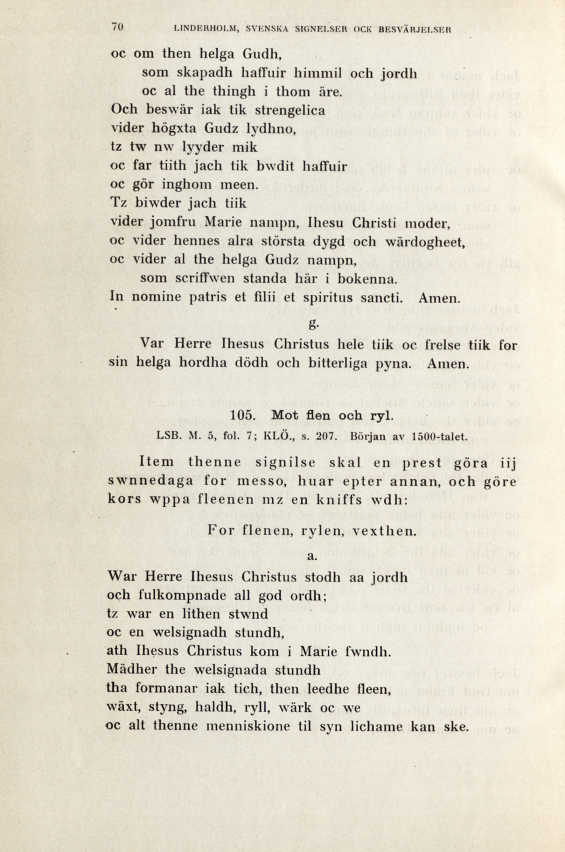 70 LINDERHOLM, SVENSKA SIGNELSER OCK BESVÄRJELSER
oc om then helga Gudh,
som skapadh haffuir himmil och jordh
oc al the thingh i thom äre.
Och beswär iak tik strengelica
vider högxta Gudz lydhno,
tz tw nw lyyder mik
oc far tiith jach tik bwdit haffuir
oc gör inghom meen.
Tz biwder jach tiik
vider jomfru Marie nampn, Ihesu Christi moder,
oc vider hennes alra största dygd och wärdogheet,
oc vider al the helga Gudz nampn,
som scriffwen standa här i bokenna.
In nomine patris et filii et spiritus sancti. Amen.
g.
Var Herre Ihesus Christus hele tiik oc frelse tiik for
sin helga hordha dödh och bitterliga pyna. Amen.
105. Mot flen och ryl.
LSB. M. 5, fol. 7; KLÖ., s. 207. Början av 1500-talet.
Item thenne signilse skal en prest göra iij
swnnedaga for messo, huar epter annan, och göre
kors wppa fleenen mz en kniffs wdh:
For flenen, rylen, vexthen.
a.
War Herre Ihesus Christus stodh aa jordh
och fulkompnade all god ordh;
tz war en lithen stwnd
oc en welsignadh stundh,
ath Ihesus Christus kom i Marie fwndh.
Mädher the welsignada stundh
tha formanar iak tich, then leedhe fleen,
wäxt, styng, haldh, ryll, wärk oc we
oc alt thenne menniskione til syn lichame kan ske.